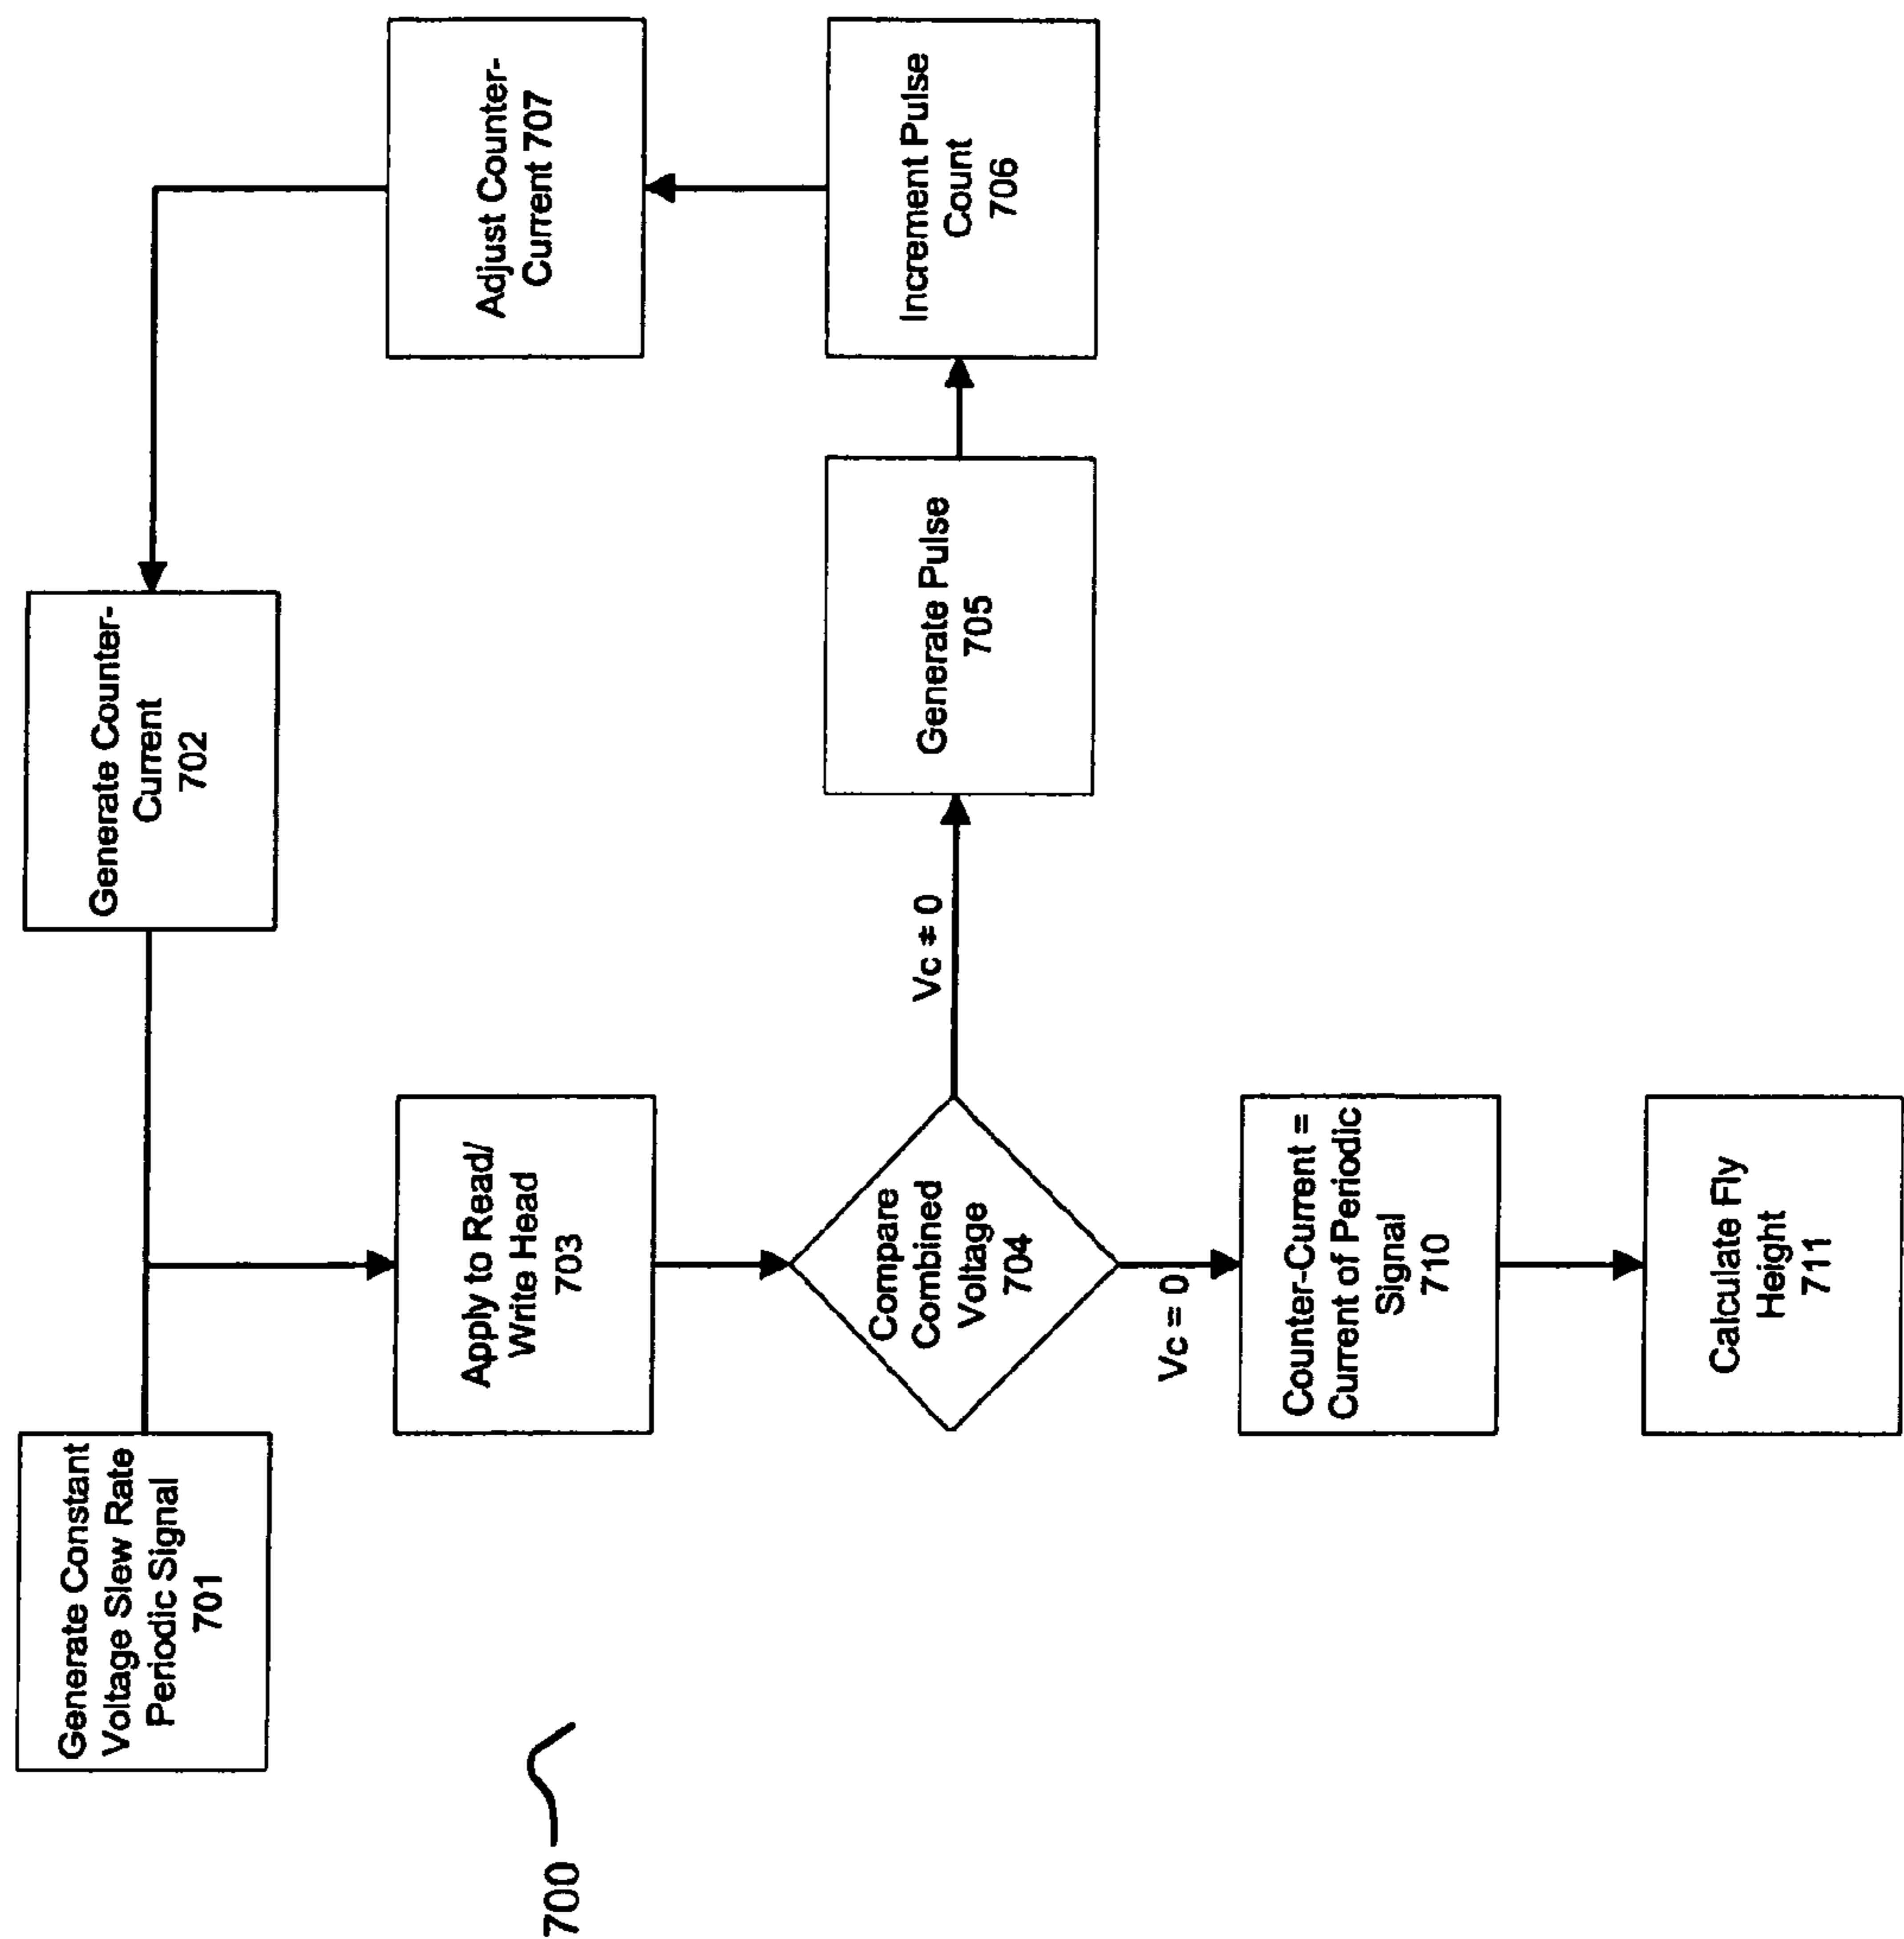 Generate Constant
Voltage Slew Rate
Periodic Signal
701
Generate Counter-
Current
702
Apply to Read/
Write Head
703
Compare
Combined
Voltage
704
Vc ≠ 0
Generate Pulse
705
Increment Pulse
Count
706
Adjust Counter-
Current 707
Vc = 0
Counter-Current =
Current of Periodic
Signal
710
Calculate Fly
Height
711
700